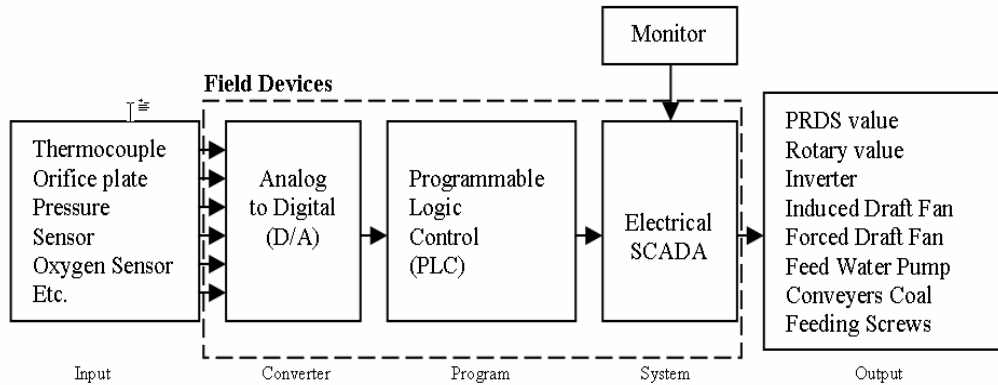 Monitor
Field Devices
Thermocouple
Orifice plate
Pressure
Sensor
Oxygen Sensor
Etc.
Analog
to Digital
(D/A)
Programmable
Logic
Control
(PLC)
Electrical
SCADA
PRDS value
Rotary value
Inverter
Induced Draft Fan
Forced Draft Fan
Feed Water Pump
Conveyers Coal
Feeding Screws
Input
Converter
Program
System
Output